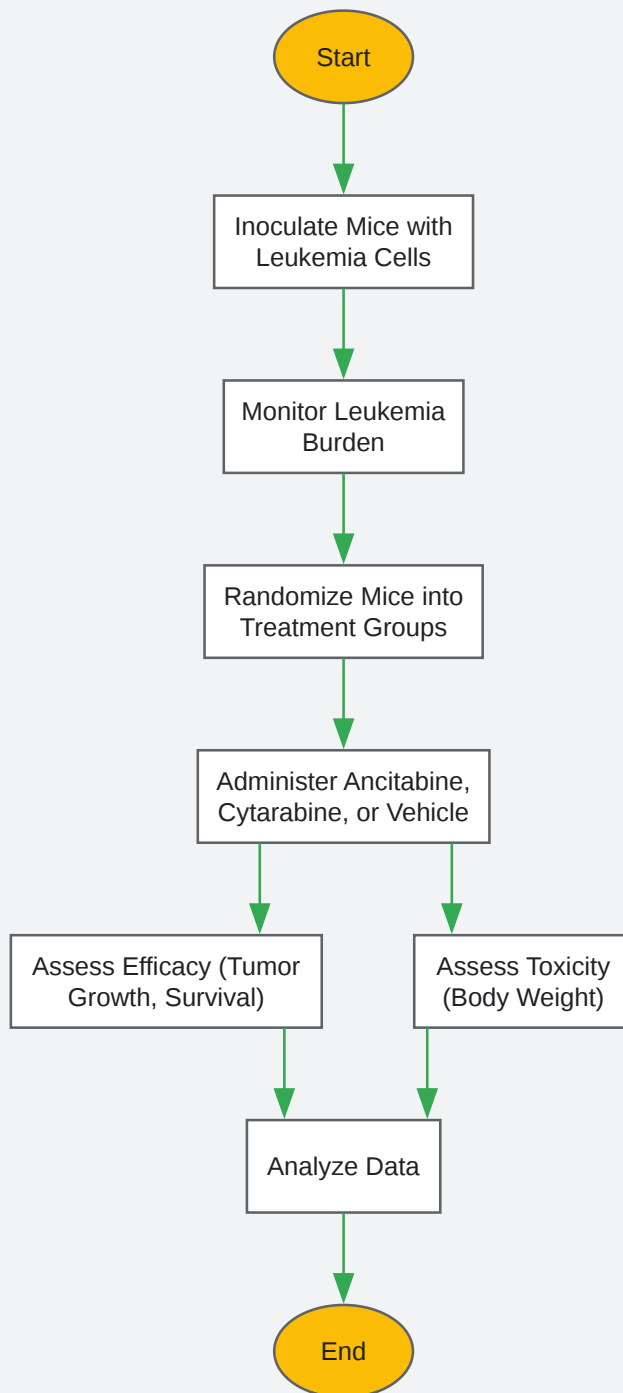 Start
Inoculate Mice with
Leukemia Cells
Monitor Leukemia
Burden
Randomize Mice into
Treatment Groups
Administer Ancitabine,
Cytarabine, or Vehicle
Assess Efficacy (Tumor
Growth, Survival)
Assess Toxicity
(Body Weight)
Analyze Data
End